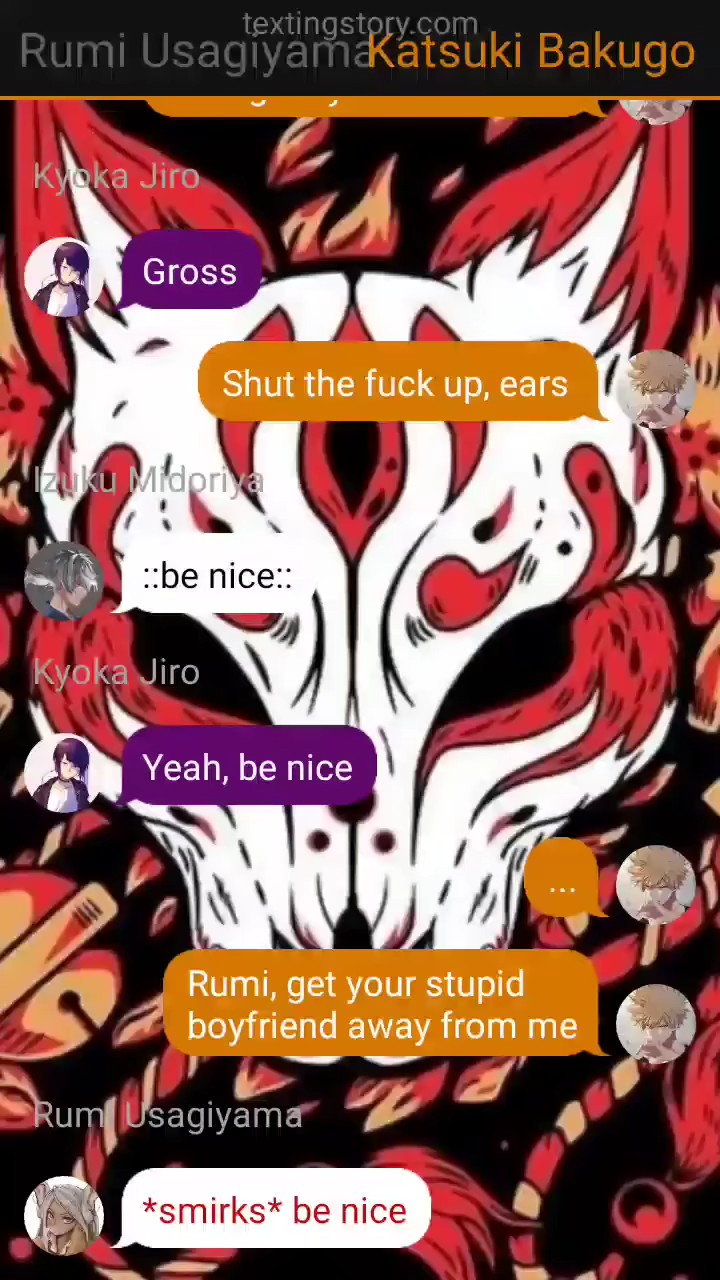 textingstory.com
Rumi Usagiyama Katsuki Bakugo
Kyoka Jiro
Gross
Shut the fuck up, ears
Izuku Midoriya
::be nice::
Kyoka Jiro
Yeah, be nice
...
Rumi, get your stupid
boyfriend away from me
Rumi Usagiyama
*smirks* be nice